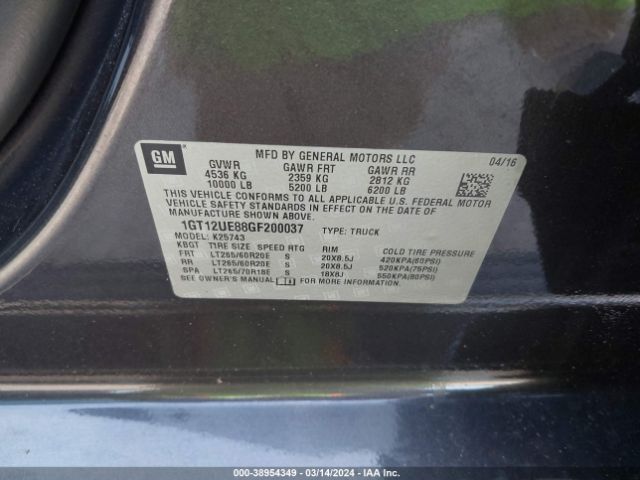 GM
MFD BY GENERAL MOTORS LLC 04/16
GVWR GAWR FRT GAWR RR
4536 KG 2359 KG 2812 KG
10000 LB 5200 LB 6200 LB
THIS VEHICLE CONFORMS TO ALL APPLICABLE U.S. FEDERAL MOTOR
VEHICLE SAFETY STANDARDS IN EFFECT ON THE DATE OF
MANUFACTURE SHOWN ABOVE.
1GT12UE88GF200037 TYPE: TRUCK
MODEL: K25743
KBGT TIRE SIZE SPEED RTG RIM COLD TIRE PRESSURE
FRT LT265/60R20E S 20X8.5J 420KPA(60PSI)
RR LT265/60R20E S 20X8.5J 520KPA(75PSI)
SPA LT265/70R18E S 18X8J 550KPA(80PSI)
SEE OWNER'S MANUAL FOR MORE INFORMATION.
000-38954349 | 03/14/2024 | IAA Inc.